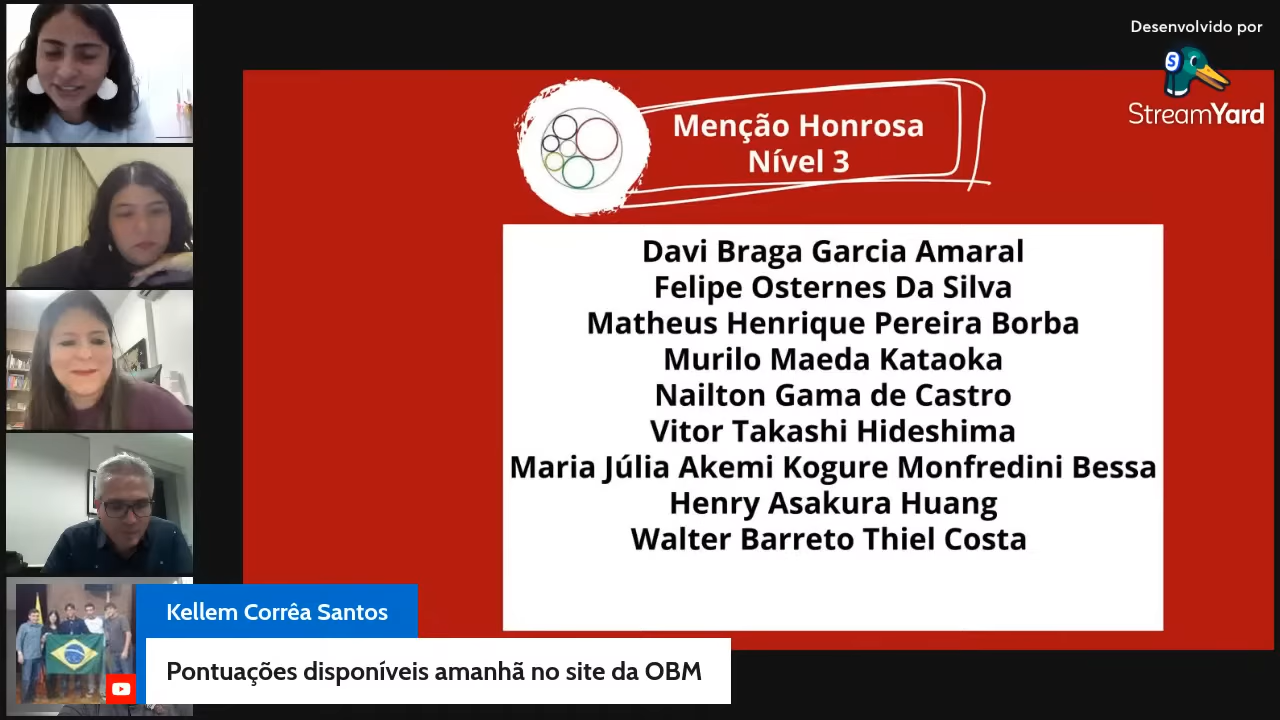 Desenvolvido por
S
StreamYard
Menção Honrosa
Nível 3
Davi Braga Garcia Amaral
Felipe Osternes Da Silva
Matheus Henrique Pereira Borba
Murilo Maeda Kataoka
Nailton Gama de Castro
Vitor Takashi Hideshima
Maria Júlia Akemi Kogure Monfredini Bessa
Henry Asakura Huang
Walter Barreto Thiel Costa
Kellem Corrêa Santos
Pontuações disponíveis amanhã no site da OBM